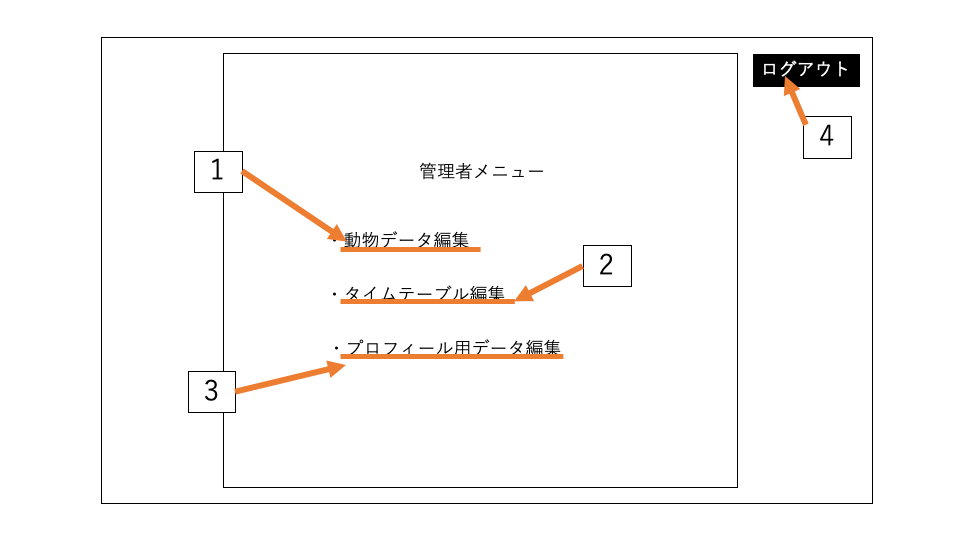 ログアウト
4
1
管理者メニュー
・動物データ編集
2
・タイムテーブル編集
・プロフィール用データ編集
3